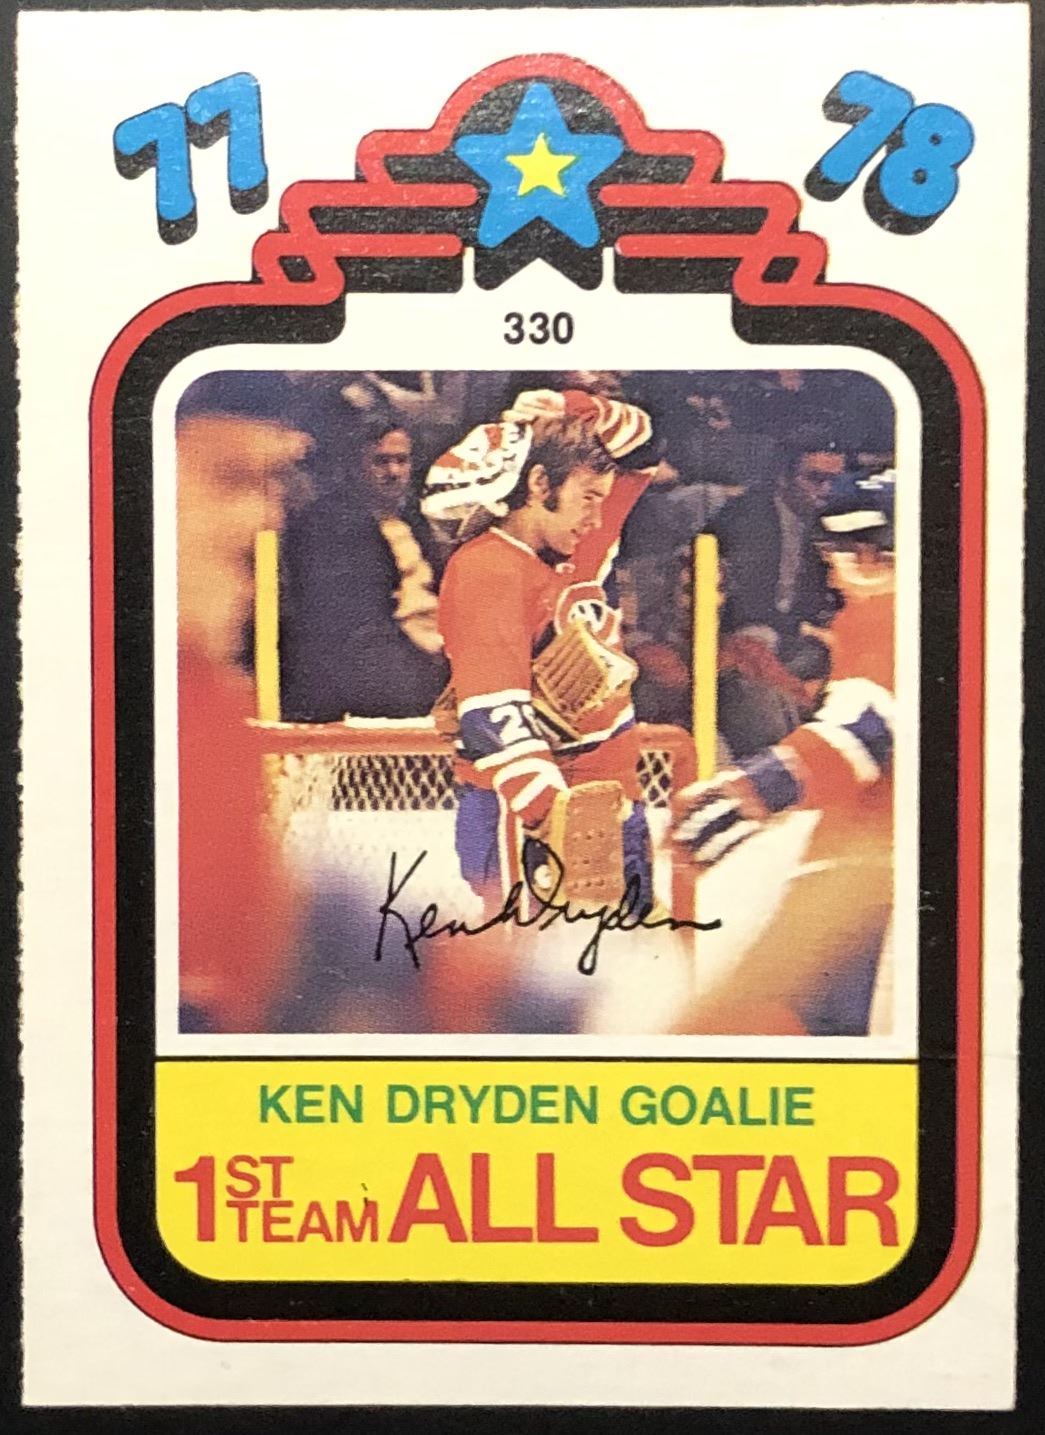 77
78
330
Ken Dryden
KEN DRYDEN GOALIE
1ST TEAM ALL STAR